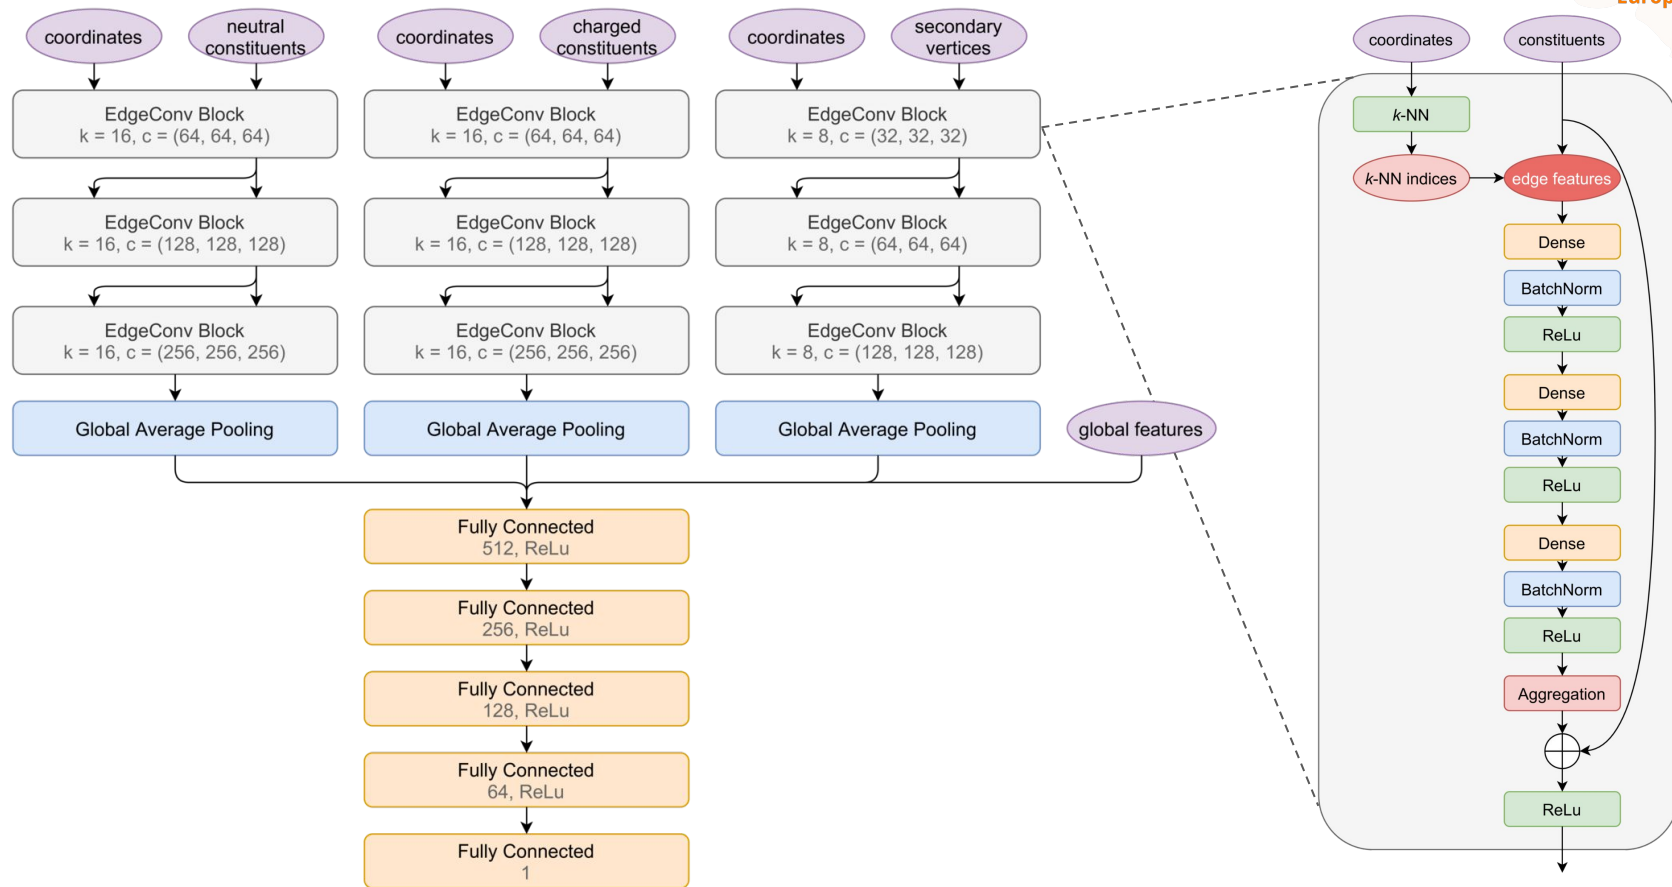 Europ
coordinates
neutral
constituents
coordinates
charged
constituents
coordinates
secondary
vertices
EdgeConv Block
k = 16, c = (64, 64, 64)
EdgeConv Block
k = 16, c = (64, 64, 64)
EdgeConv Block
k = 8, c = (32, 32, 32)
EdgeConv Block
k = 16, c = (128, 128, 128)
EdgeConv Block
k = 16, c = (128, 128, 128)
EdgeConv Block
k = 8, c = (64, 64, 64)
EdgeConv Block
k = 16, c = (256, 256, 256)
EdgeConv Block
k = 16, c = (256, 256, 256)
EdgeConv Block
k = 8, c = (128, 128, 128)
Global Average Pooling
Global Average Pooling
Global Average Pooling
global features
Fully Connected
512, ReLu
Fully Connected
256, ReLu
Fully Connected
128, ReLu
Fully Connected
64, ReLu
Fully Connected
1
coordinates
constituents
k-NN
k-NN indices
edge features
Dense
BatchNorm
ReLu
Dense
BatchNorm
ReLu
Dense
BatchNorm
ReLu
Aggregation
ReLu